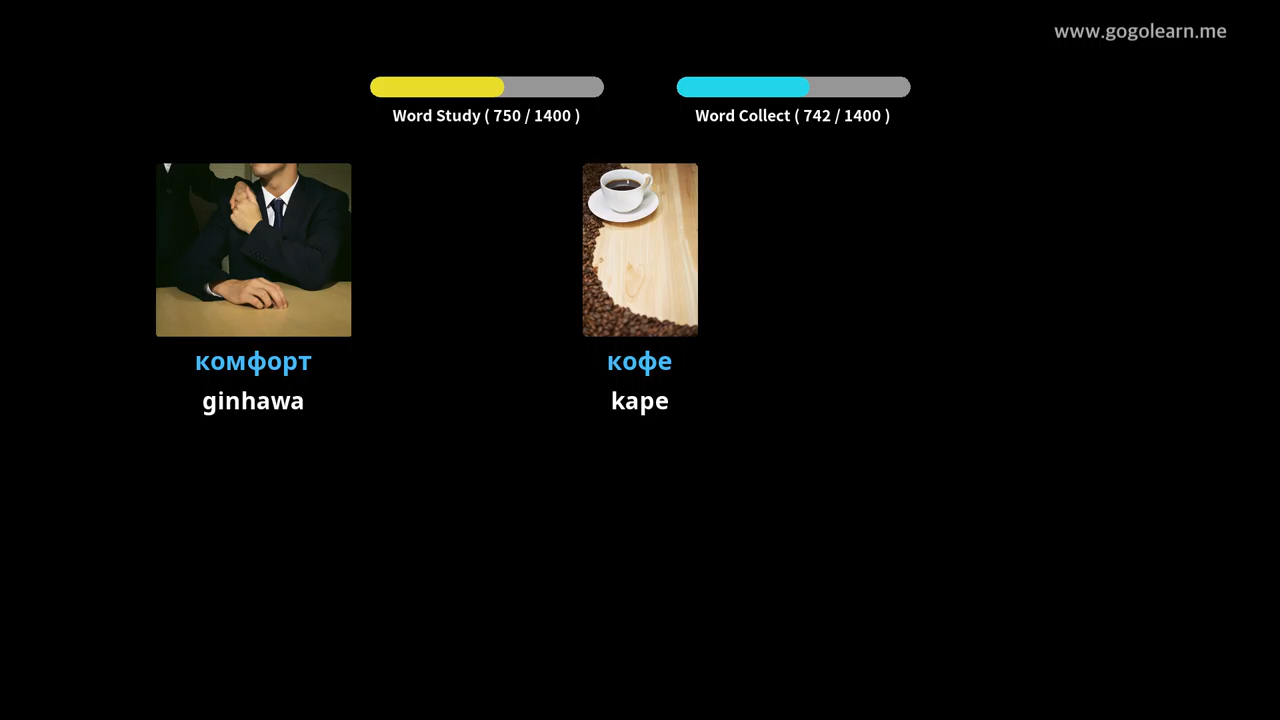 www.gogolearn.me
Word Study ( 750 / 1400 )
Word Collect ( 742 / 1400 )
комфорт
ginhawa
кофе
kape